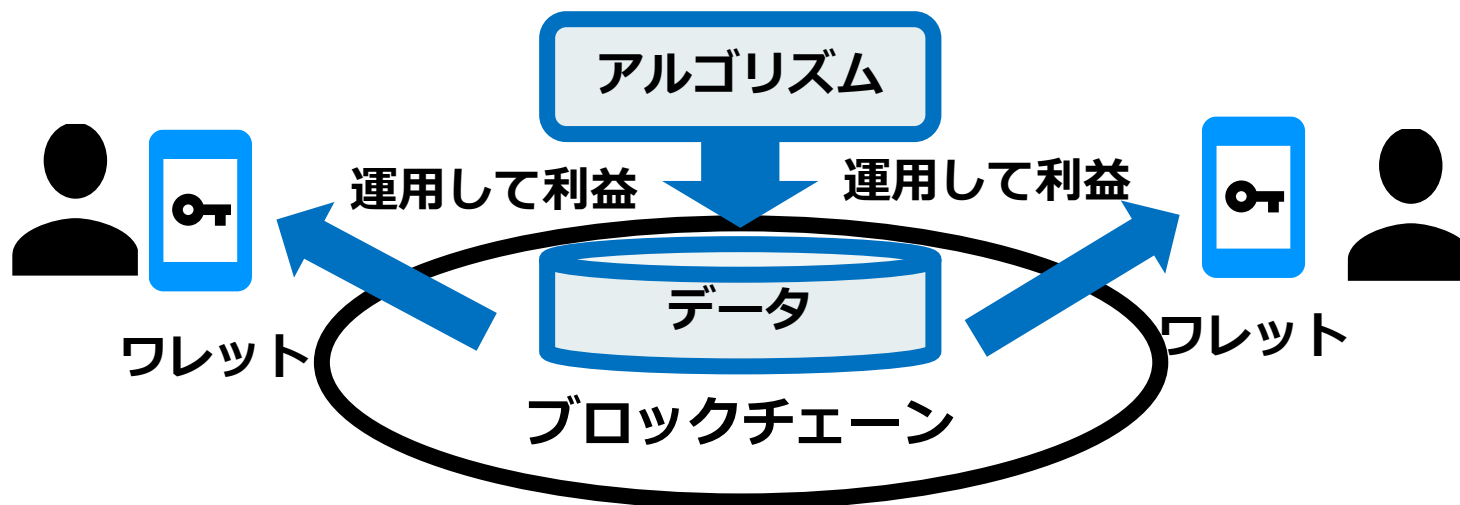 アルゴリズム
運用して利益
運用して利益
データ
ワレット
ワレット
ブロックチェーン